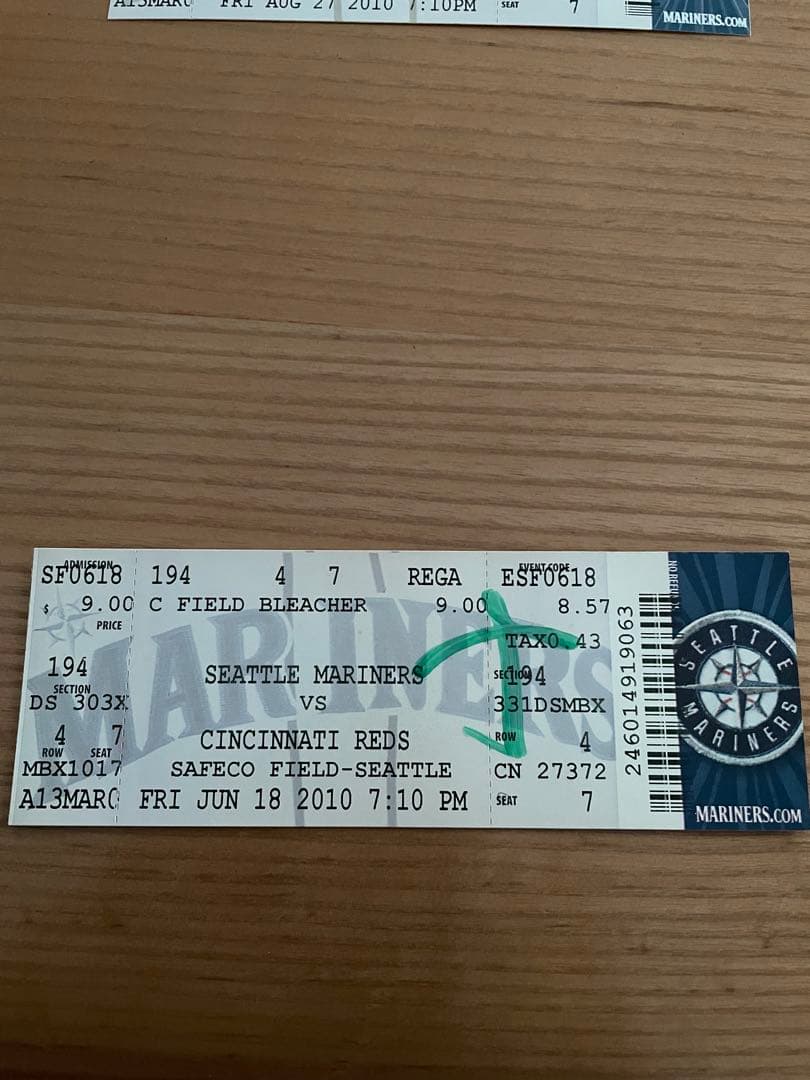 A13MARC FRI AUG 27 2010 7:10PM SEAT 7 MARINERS.COM
ADMISSION
SF0618 194 4 7 REGA EVENT CODE ESF0618
$ 9.00 C FIELD BLEACHER 9.00 8.57
PRICE
TAX0.43
194 SEATTLE MARINERS SECTION 194
SECTION
DS 303X VS 331DSMBX
4 7 CINCINNATI REDS ROW 4
ROW SEAT
MBX1017 SAFECO FIELD-SEATTLE CN 27372
A13MARC FRI JUN 18 2010 7:10 PM SEAT 7
MARINERS
246014919063
SEATTLE MARINERS
MARINERS.COM
J